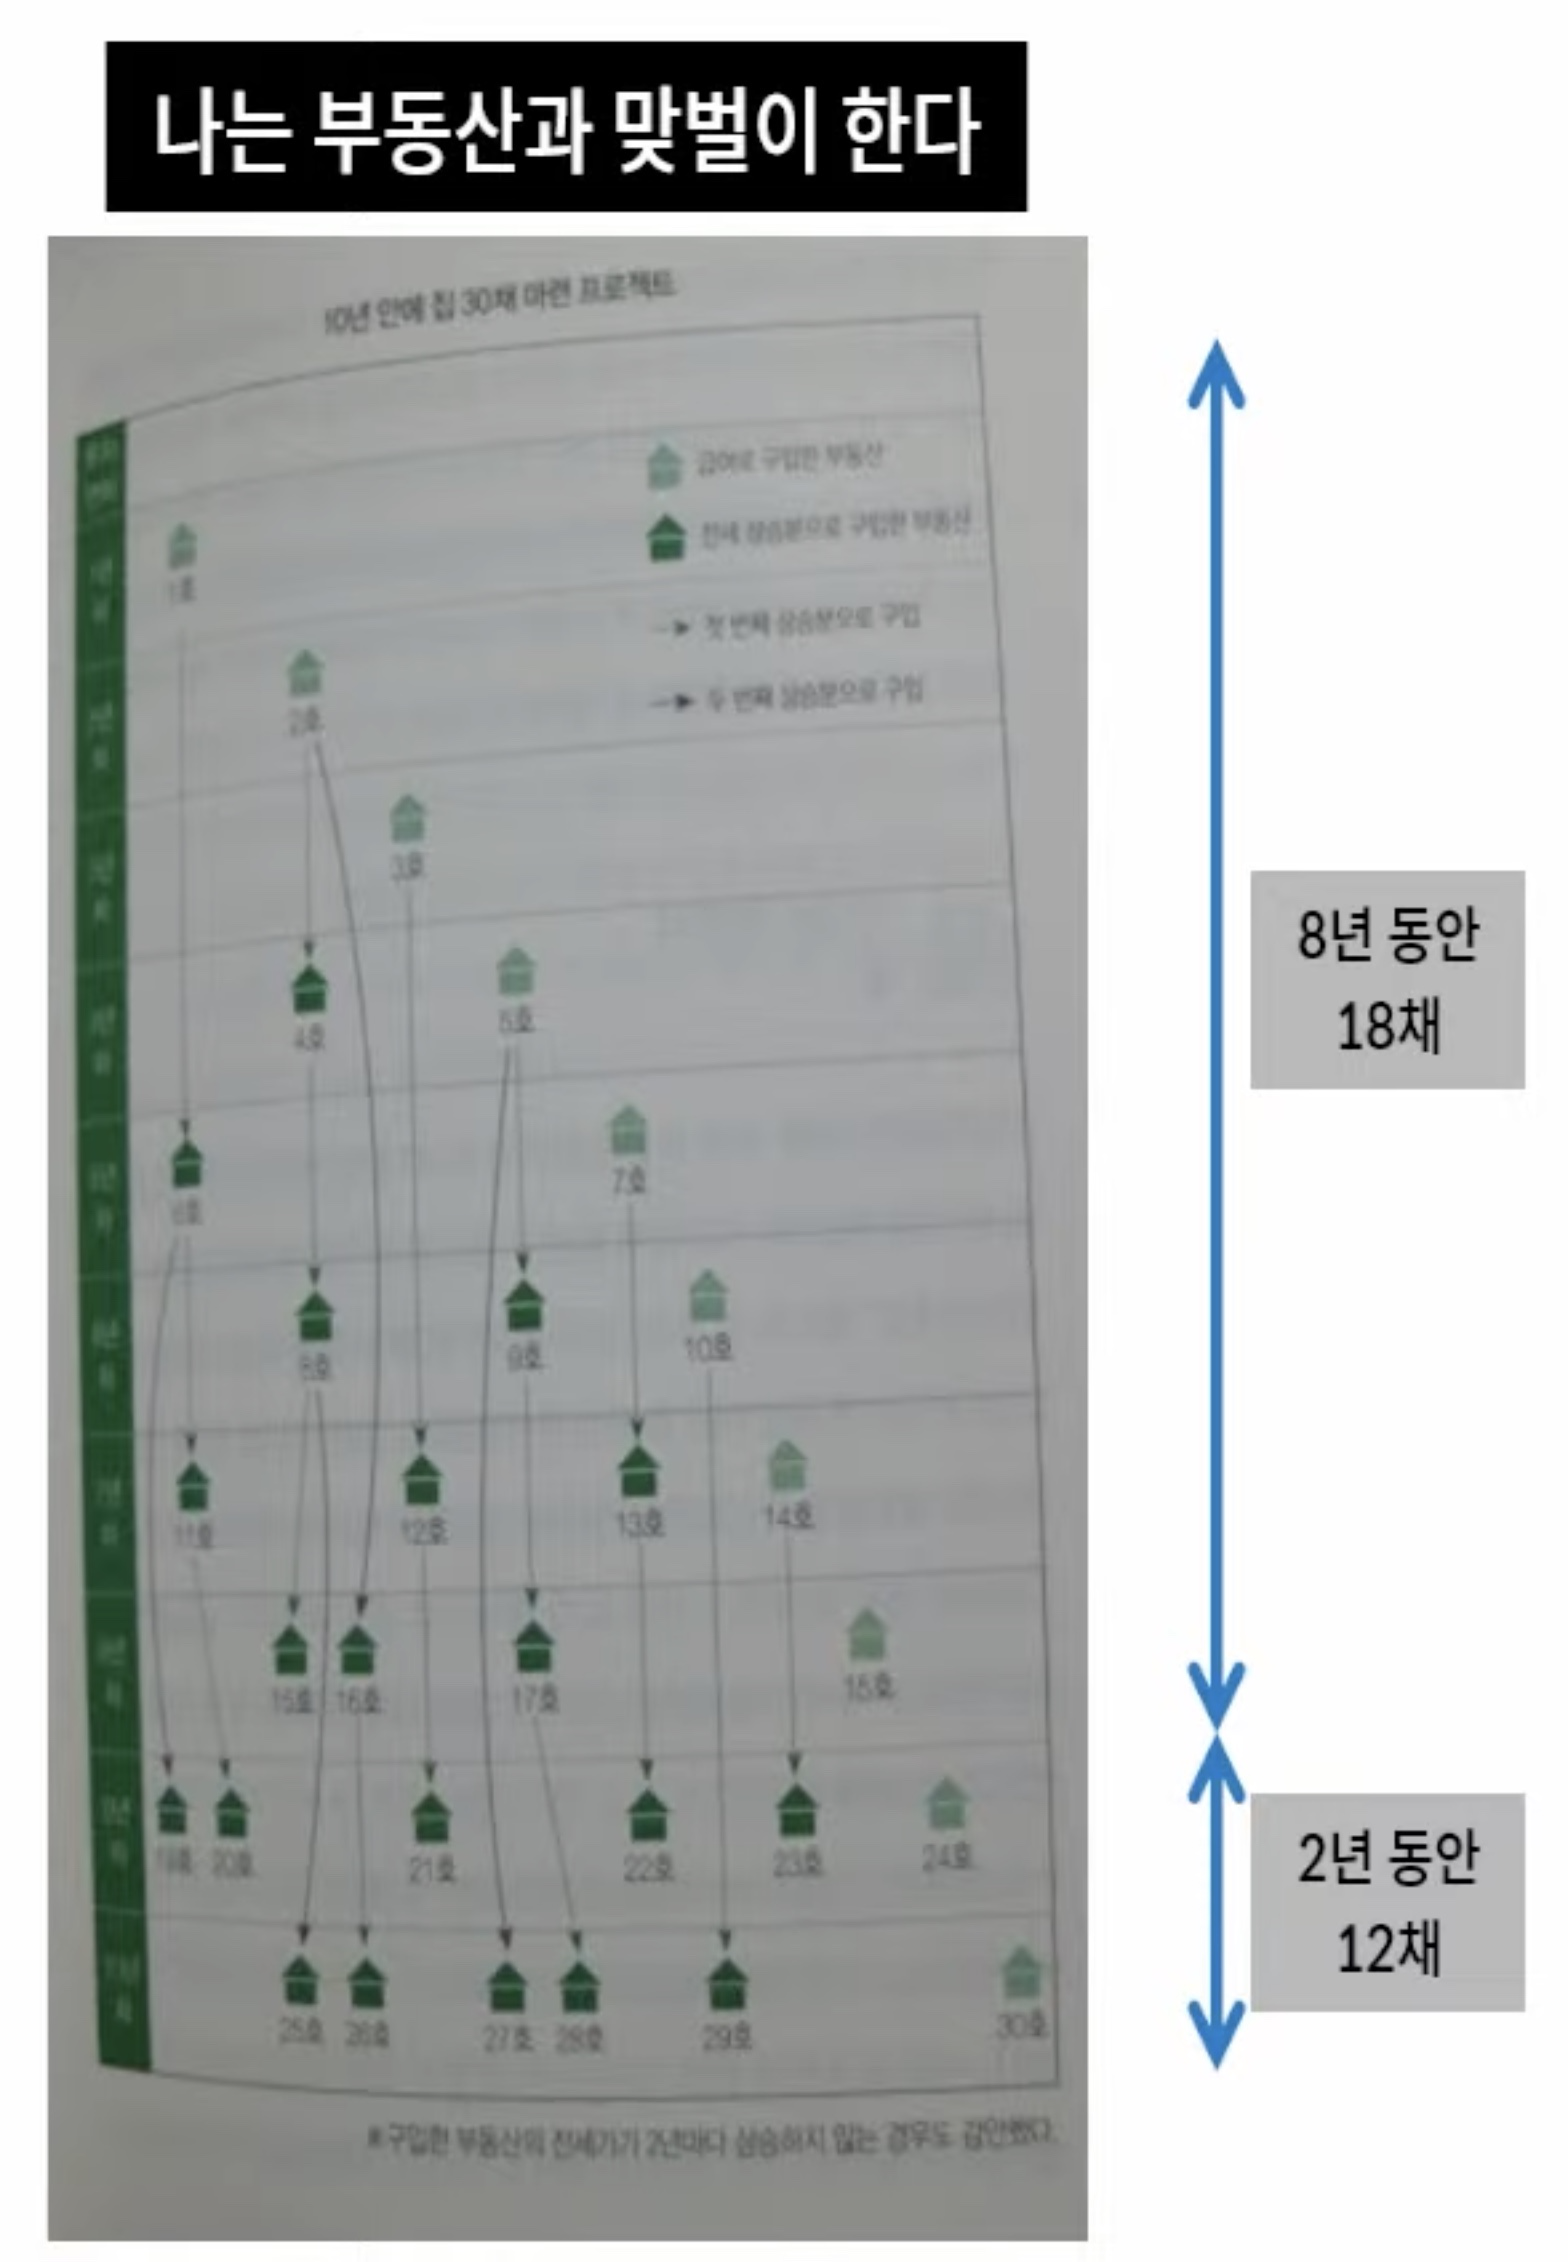 나는 부동산과 맞벌이 한다
10년 안에 집 30채 마련 프로젝트
급여로 구입한 부동산
전세 상승분으로 구입한 부동산
첫 번째 상승분으로 구입
두 번째 상승분으로 구입
1호
2호
3호
4호 5호
6호 7호
8호 9호 10호
11호 12호 13호 14호
15호 16호 17호
19호 20호 21호 22호 23호 24호
25호 26호 27호 28호 29호 30호
※구입한 부동산의 전세가가 2년마다 상승하지 않는 경우도 감안했다.
8년 동안
18채
2년 동안
12채